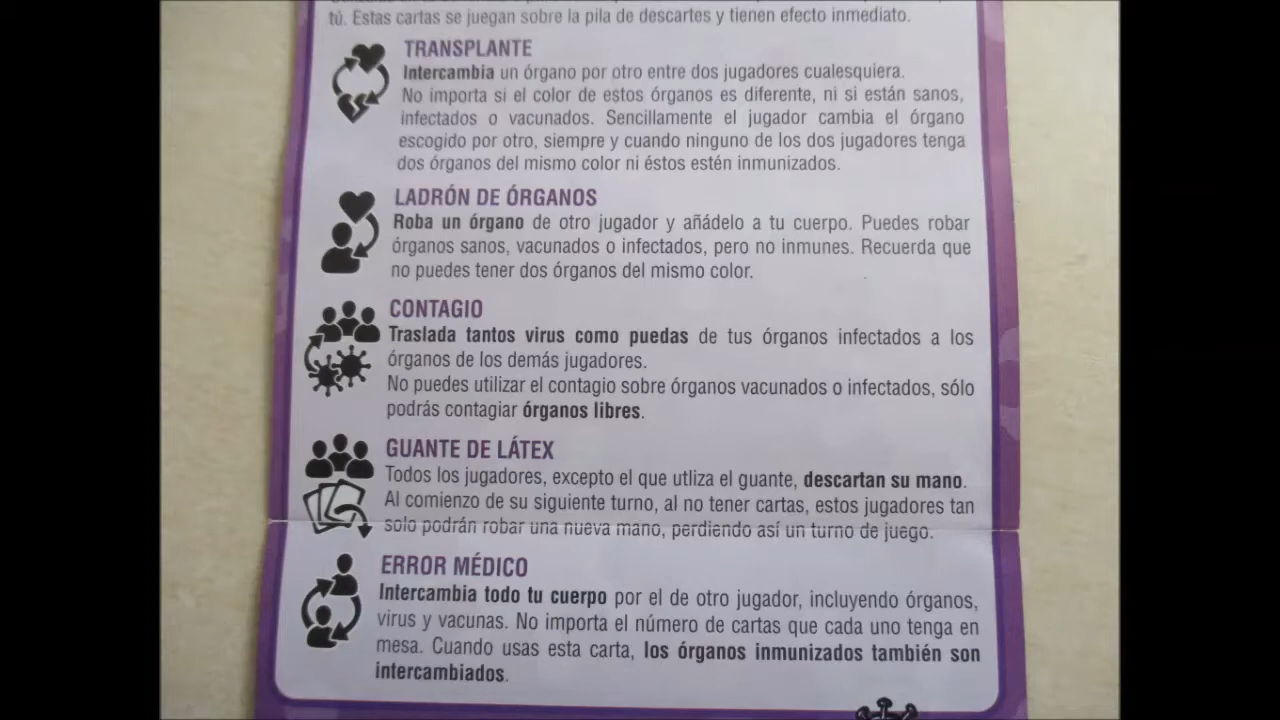 tú. Estas cartas se juegan sobre la pila de descartes y tienen efecto inmediato.
TRANSPLANTE
Intercambia un órgano por otro entre dos jugadores cualesquiera.
No importa si el color de estos órganos es diferente, ni si están sanos,
infectados o vacunados. Sencillamente el jugador cambia el órgano
escogido por otro, siempre y cuando ninguno de los dos jugadores tenga
dos órganos del mismo color ni éstos estén inmunizados.
LADRÓN DE ÓRGANOS
Roba un órgano de otro jugador y añádelo a tu cuerpo. Puedes robar
órganos sanos, vacunados o infectados, pero no inmunes. Recuerda que
no puedes tener dos órganos del mismo color.
CONTAGIO
Traslada tantos virus como puedas de tus órganos infectados a los
órganos de los demás jugadores.
No puedes utilizar el contagio sobre órganos vacunados o infectados, sólo
podrás contagiar órganos libres.
GUANTE DE LÁTEX
Todos los jugadores, excepto el que utliza el guante, descartan su mano.
Al comienzo de su siguiente turno, al no tener cartas, estos jugadores tan
solo podrán robar una nueva mano, perdiendo así un turno de juego.
ERROR MÉDICO
Intercambia todo tu cuerpo por el de otro jugador, incluyendo órganos,
virus y vacunas. No importa el número de cartas que cada uno tenga en
mesa. Cuando usas esta carta, los órganos inmunizados también son
intercambiados.